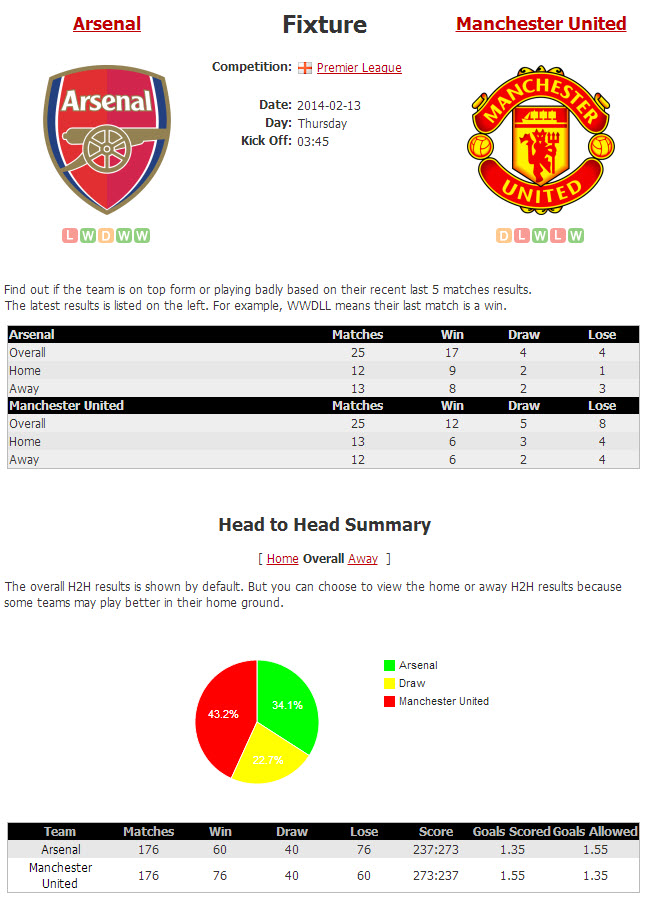 Arsenal
Fixture
Manchester United
Competition: Premier League
Arsenal
MANCHESTER
UNITED
Date: 2014-02-13
Day: Thursday
Kick Off: 03:45
L W D W W
D L W L W
Find out if the team is on top form or playing badly based on their recent last 5 matches results.
The latest results is listed on the left. For example, WWDLL means their last match is a win.
Arsenal Matches Win Draw Lose
Overall 25 17 4 4
Home 12 9 2 1
Away 13 8 2 3
Manchester United Matches Win Draw Lose
Overall 25 12 5 8
Home 13 6 3 4
Away 12 6 2 4
Head to Head Summary
[ Home Overall Away ]
The overall H2H results is shown by default. But you can choose to view the home or away H2H results because
some teams may play better in their home ground.
Arsenal
Draw
Manchester United
43.2%
34.1%
22.7%
Team Matches Win Draw Lose Score Goals Scored Goals Allowed
Arsenal 176 60 40 76 237:273 1.35 1.55
Manchester
United 176 76 40 60 273:237 1.55 1.35